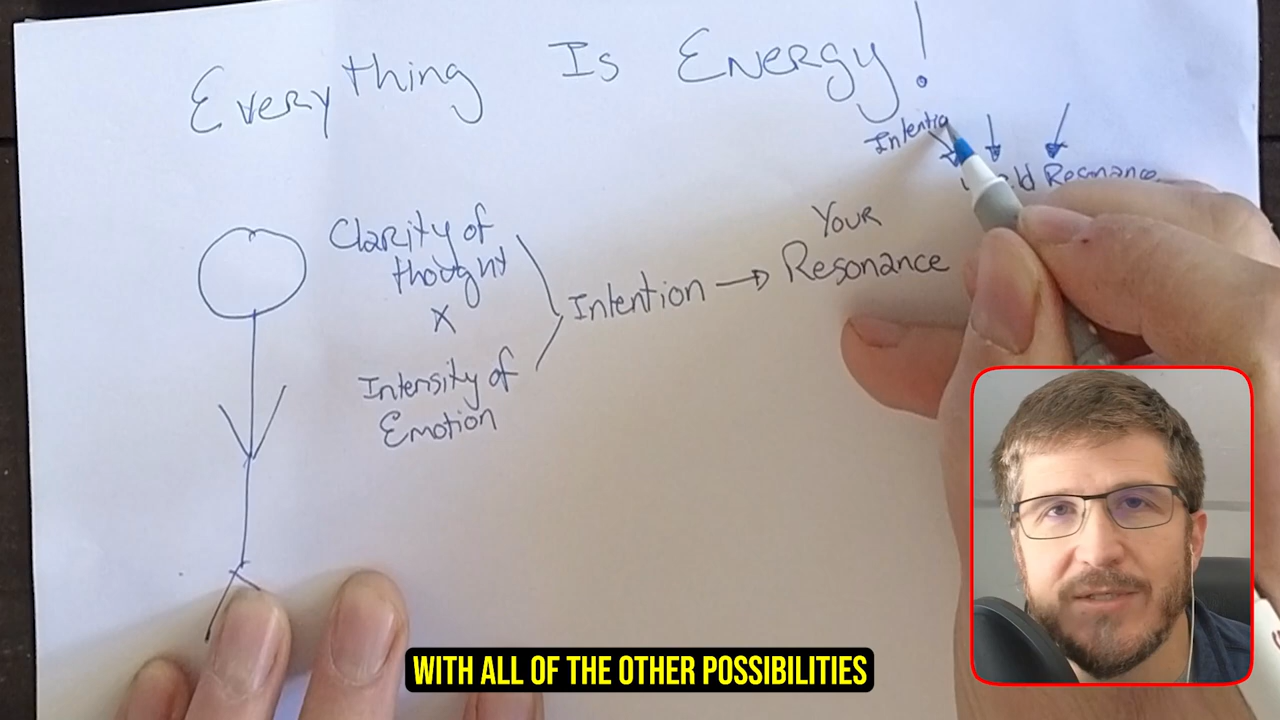 Everything Is Energy!
Intentio
Resonance
Clarity of
thought
x
Intensity of
Emotion
Intention → Your
Resonance
WITH ALL OF THE OTHER POSSIBILITIES